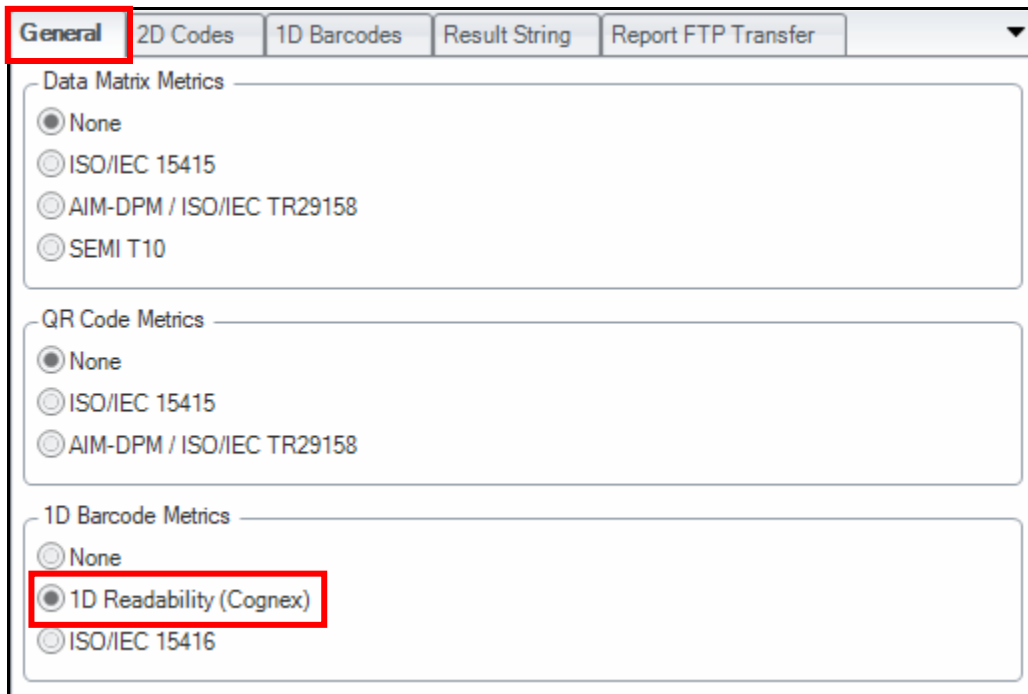 General 2D Codes 1D Barcodes Result String Report FTP Transfer
Data Matrix Metrics
None
ISO/IEC 15415
AIM-DPM / ISO/IEC TR29158
SEMI T10
QR Code Metrics
None
ISO/IEC 15415
AIM-DPM / ISO/IEC TR29158
1D Barcode Metrics
None
1D Readability (Cognex)
ISO/IEC 15416